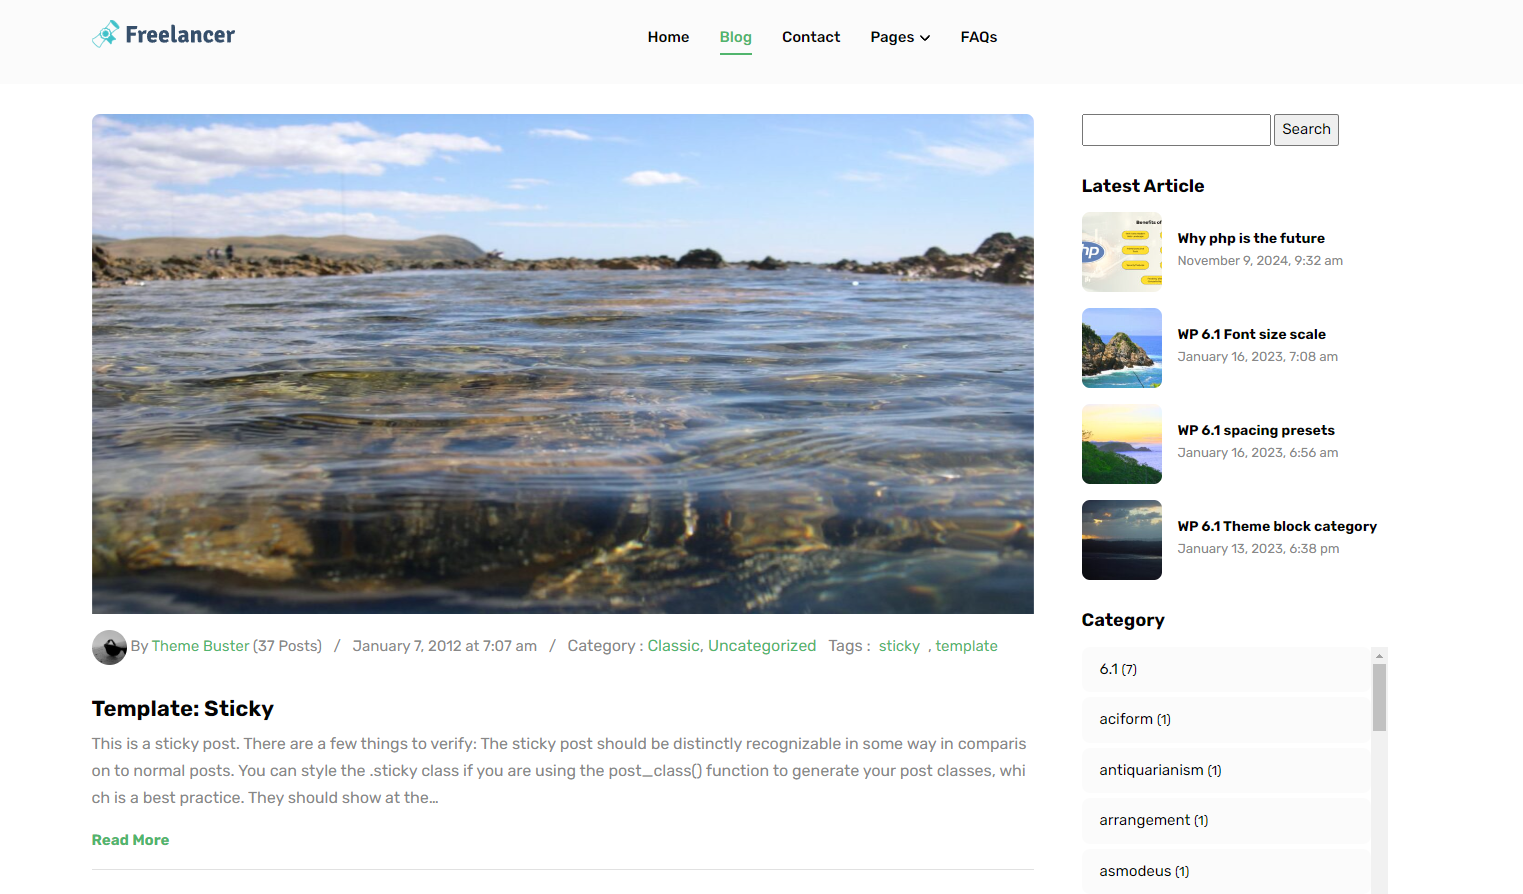 Freelancer
Home
Blog
Contact
Pages
FAQs
By Theme Buster (37 Posts) / January 7, 2012 at 7:07 am / Category : Classic, Uncategorized Tags : sticky , template
Template: Sticky
This is a sticky post. There are a few things to verify: The sticky post should be distinctly recognizable in some way in comparis
on to normal posts. You can style the .sticky class if you are using the post_class() function to generate your post classes, whi
ch is a best practice. They should show at the…
Read More
Search
Latest Article
Benefits of
hp
Why php is the future
November 9, 2024, 9:32 am
WP 6.1 Font size scale
January 16, 2023, 7:08 am
WP 6.1 spacing presets
January 16, 2023, 6:56 am
WP 6.1 Theme block category
January 13, 2023, 6:38 pm
Category
6.1 (7)
aciform (1)
antiquarianism (1)
arrangement (1)
asmodeus (1)